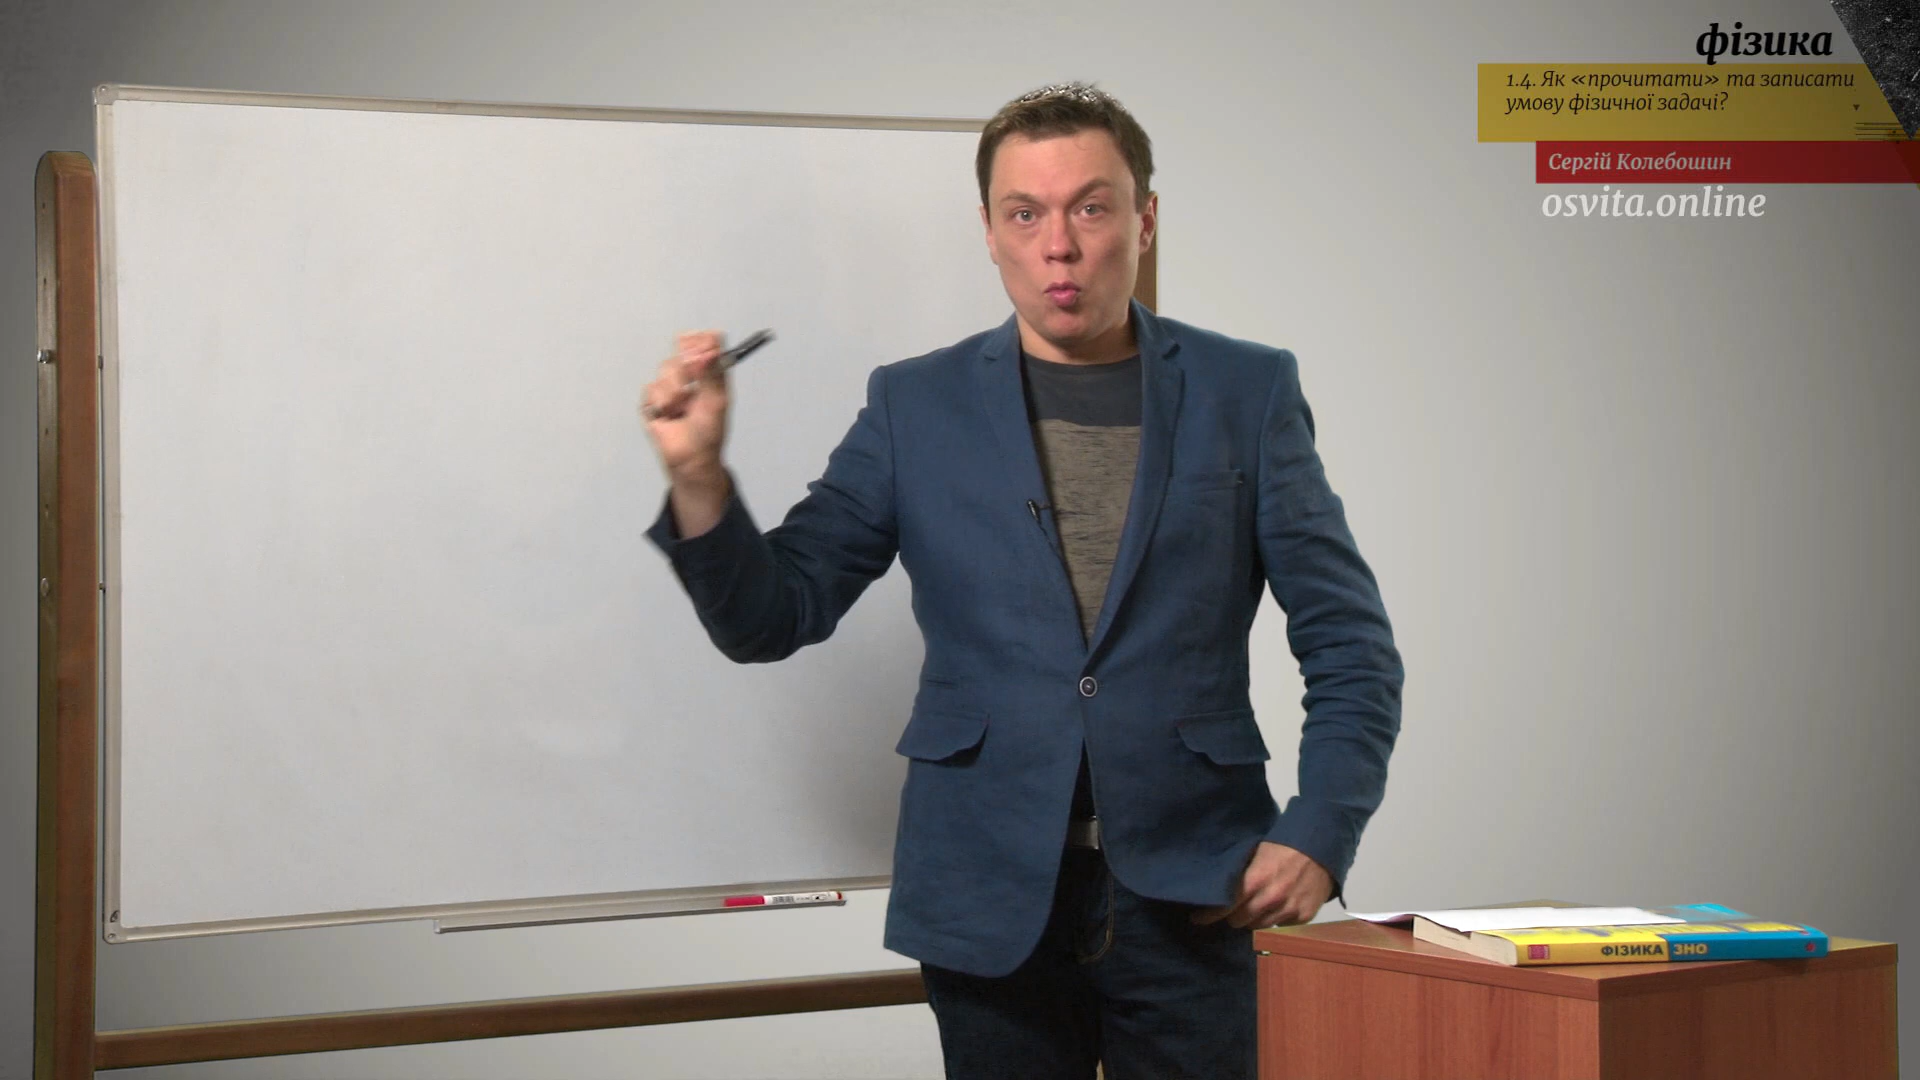 фізика
1.4. Як «прочитати» та записати
умову фізичної задачі?
Сергій Колебошин
osvita.online
ФІЗИКА ЗНО